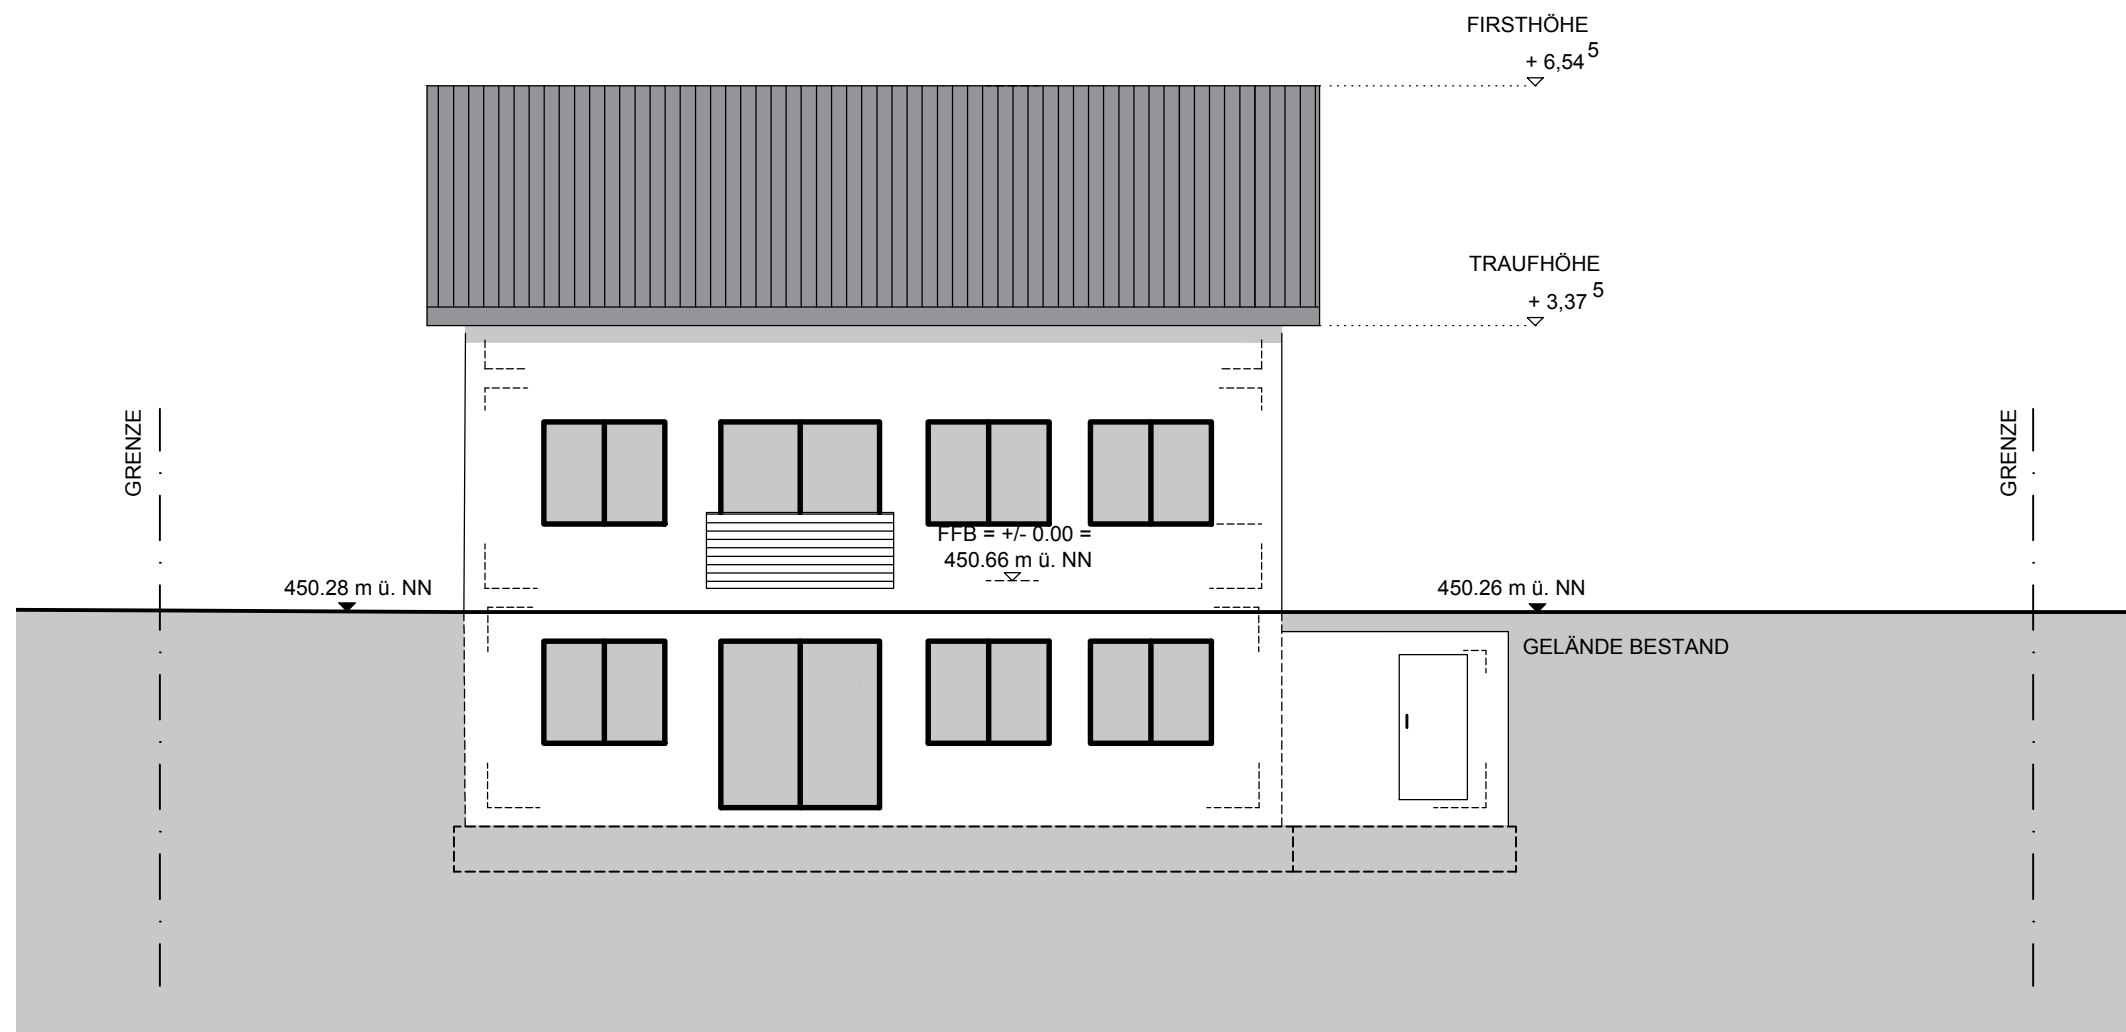 FIRSTHÖHE
+ 6,54 5
TRAUFHÖHE
+ 3,37 5
GRENZE
GRENZE
FFB = +/- 0.00 =
450.66 m ü. NN
450.28 m ü. NN
450.26 m ü. NN
GELÄNDE BESTAND